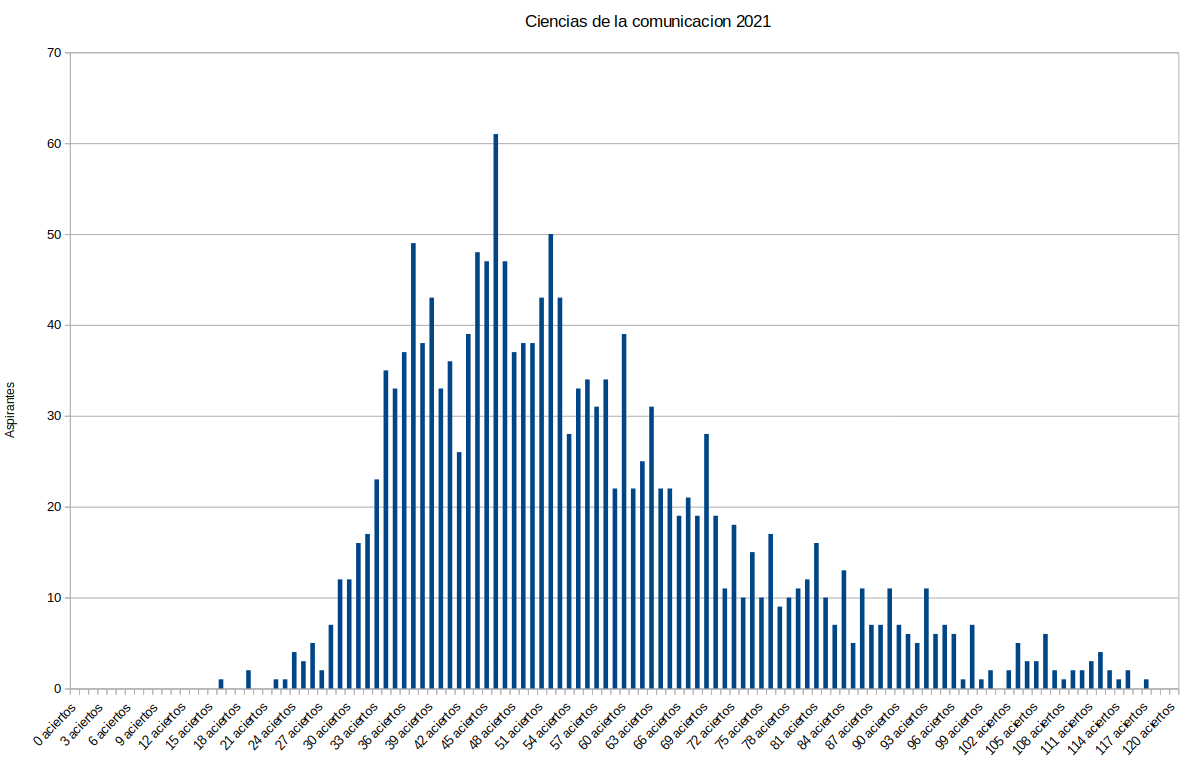 Ciencias de la comunicacion 2021
70
60
50
40
30
20
10
0
Aspirantes
0 aciertos
3 aciertos
6 aciertos
9 aciertos
12 aciertos
15 aciertos
18 aciertos
21 aciertos
24 aciertos
27 aciertos
30 aciertos
33 aciertos
36 aciertos
39 aciertos
42 aciertos
45 aciertos
48 aciertos
51 aciertos
54 aciertos
57 aciertos
60 aciertos
63 aciertos
66 aciertos
69 aciertos
72 aciertos
75 aciertos
78 aciertos
81 aciertos
84 aciertos
87 aciertos
90 aciertos
93 aciertos
96 aciertos
99 aciertos
102 aciertos
105 aciertos
108 aciertos
111 aciertos
114 aciertos
117 aciertos
120 aciertos